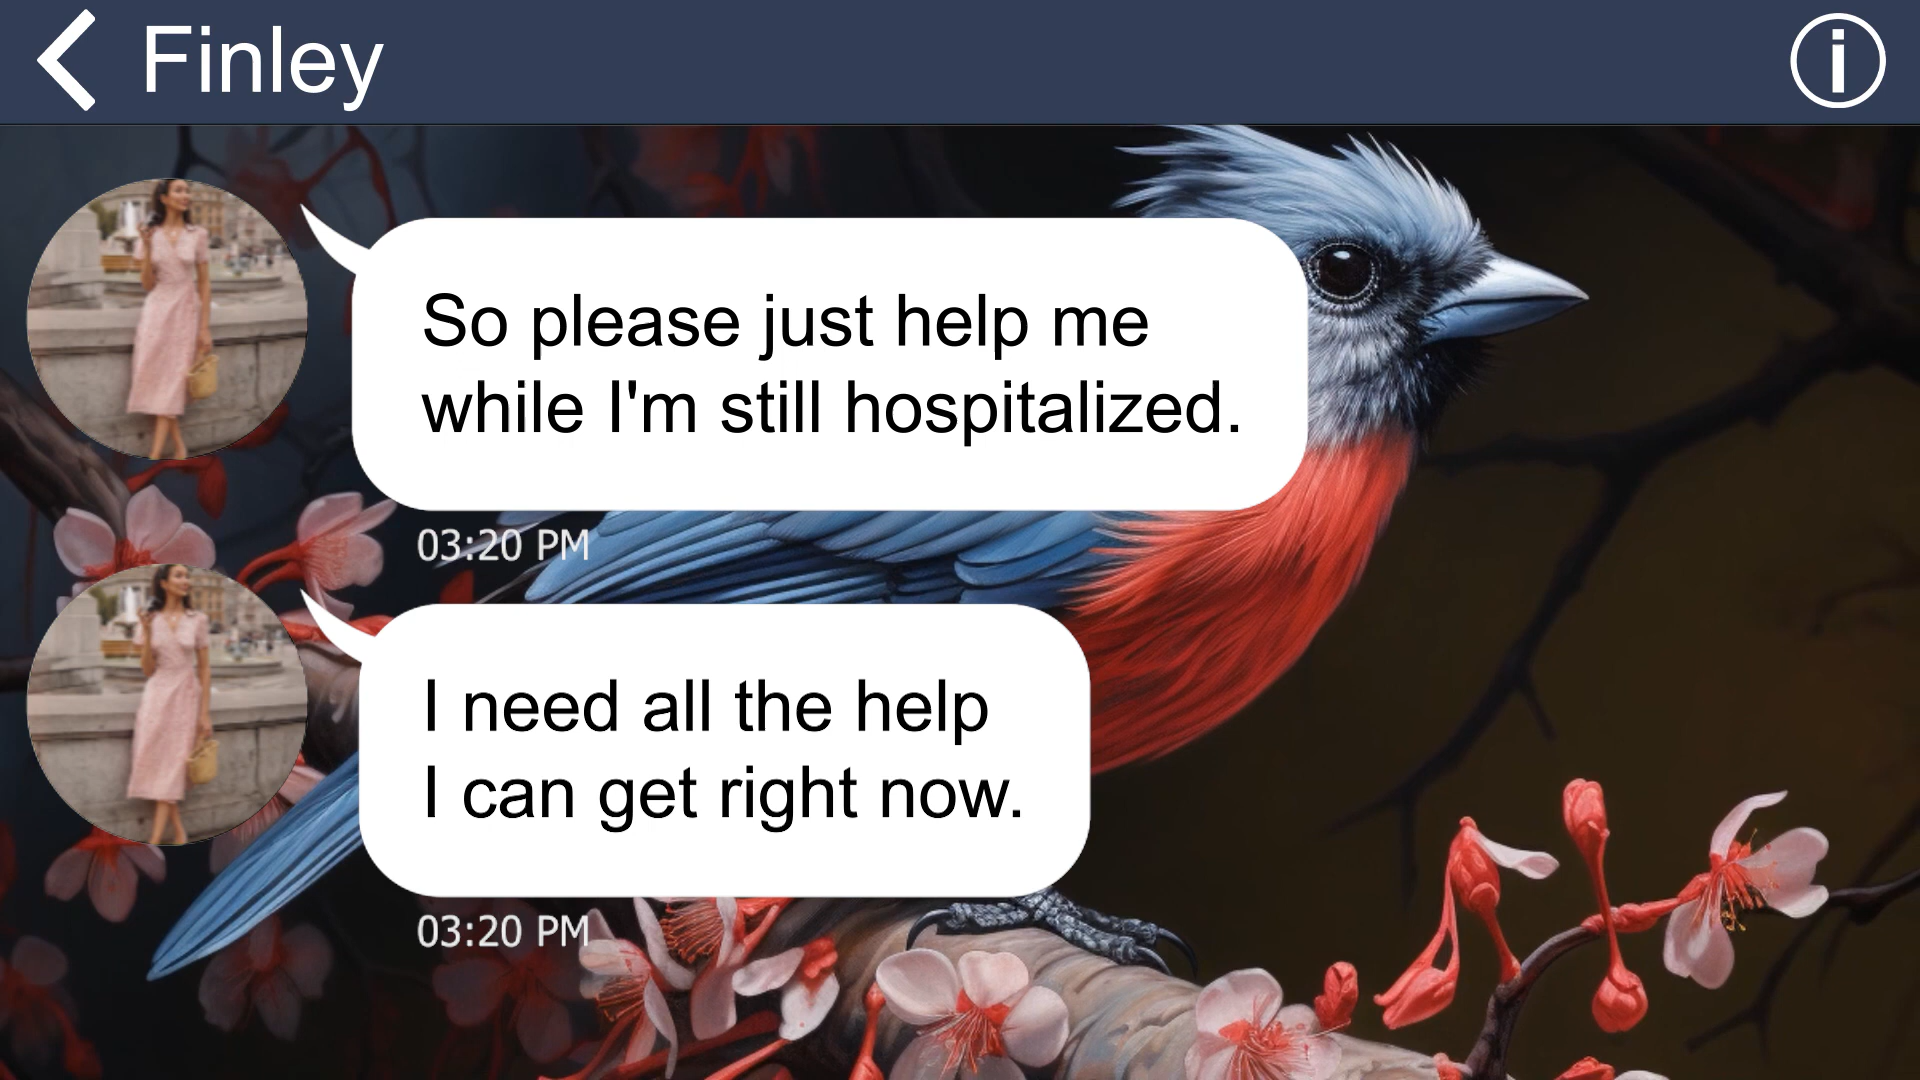 Finley
So please just help me
while I'm still hospitalized.
03:20 PM
I need all the help
I can get right now.
03:20 PM